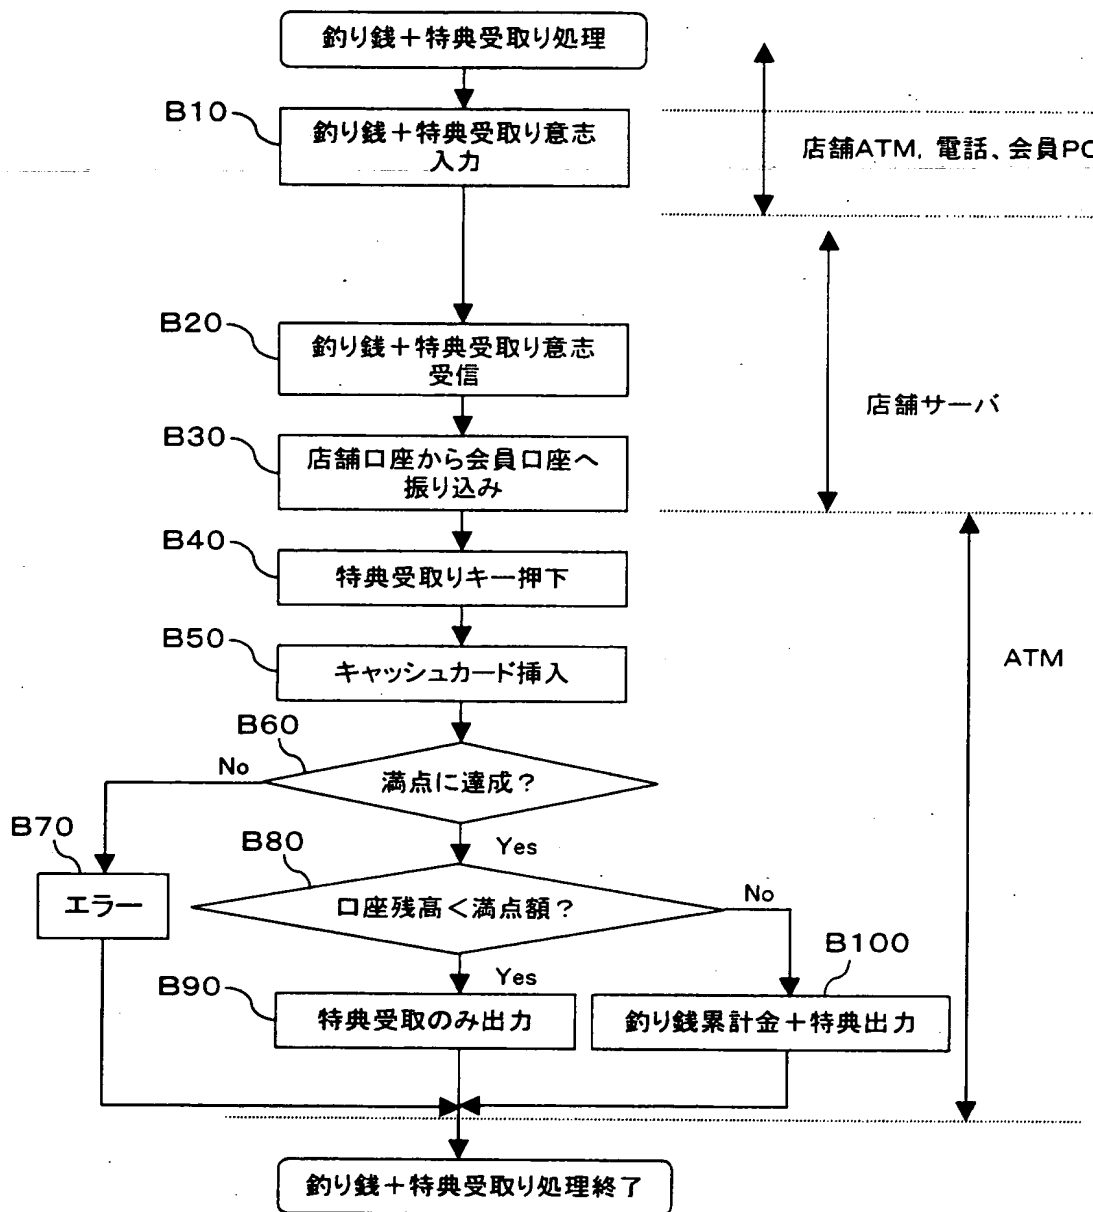 釣り銭＋特典受取り処理
B10
釣り銭＋特典受取り意志
入力
店舗ATM, 電話、会員PC
B20
釣り銭＋特典受取り意志
受信
店舗サーバ
B30
店舗口座から会員口座へ
振り込み
B40
特典受取りキー押下
B50
キャッシュカード挿入
ATM
B60
No
満点に達成？
B70
エラー
Yes
B80
口座残高＜満点額？
No
B100
Yes
B90
特典受取のみ出力
釣り銭累計金＋特典出力
釣り銭＋特典受取り処理終了